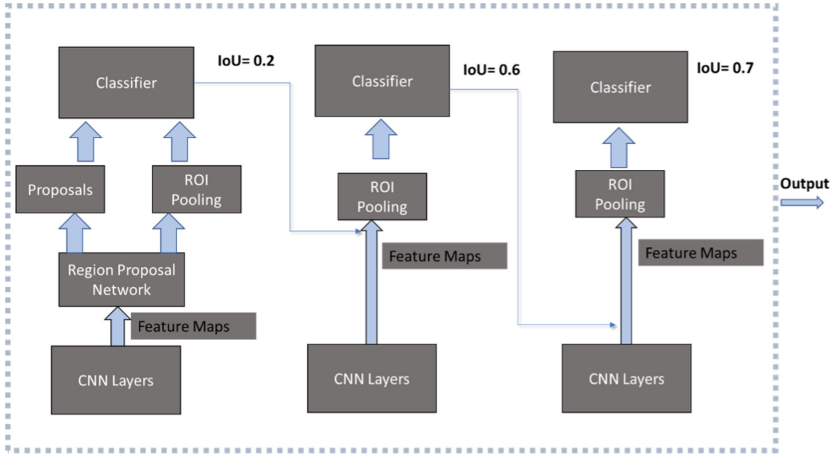 Classifier
IoU= 0.2
Proposals
ROI
Pooling
Region Proposal
Network
Feature Maps
CNN Layers
Classifier
IoU= 0.6
ROI
Pooling
Feature Maps
CNN Layers
Classifier
IoU= 0.7
ROI
Pooling
Feature Maps
CNN Layers
Output